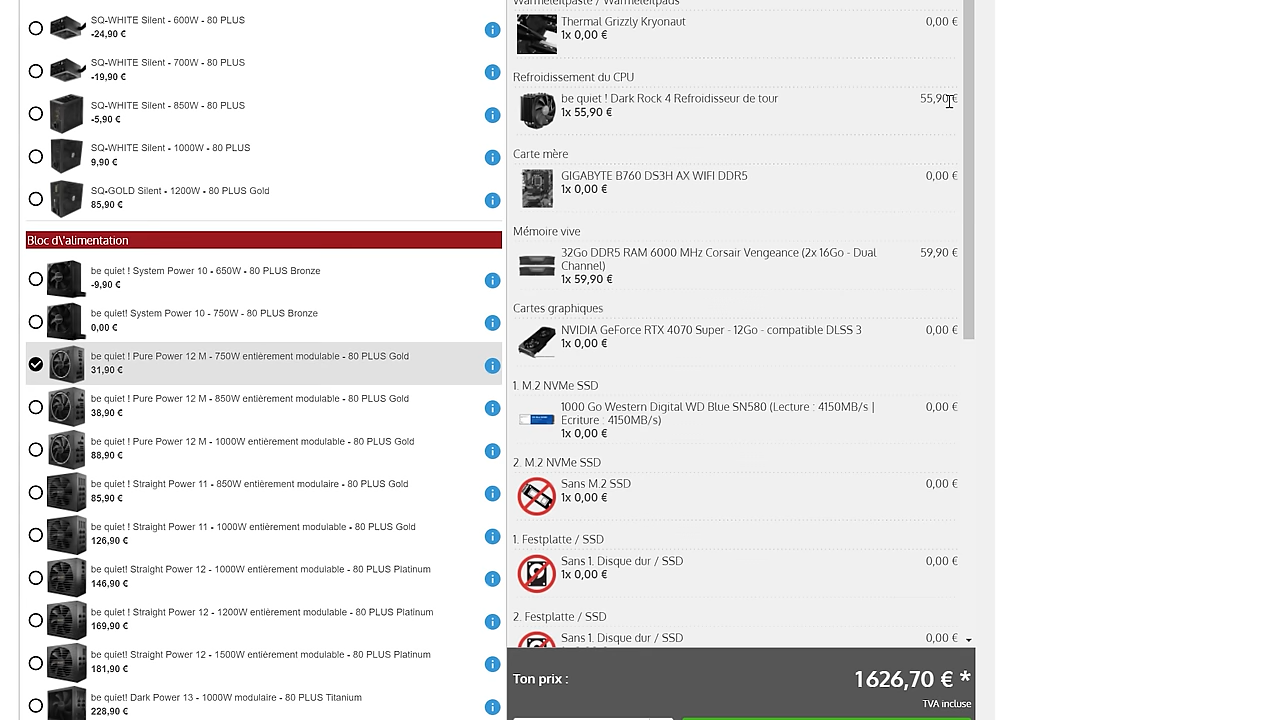 SQ-WHITE Silent - 600W - 80 PLUS
-24,90 €
SQ-WHITE Silent - 700W - 80 PLUS
-19,90 €
SQ-WHITE Silent - 850W - 80 PLUS
-5,90 €
SQ-WHITE Silent - 1000W - 80 PLUS
9,90 €
SQ-GOLD Silent - 1200W - 80 PLUS Gold
85,90 €
Bloc d\'alimentation
be quiet ! System Power 10 - 650W - 80 PLUS Bronze
-9,90 €
be quiet! System Power 10 - 750W - 80 PLUS Bronze
0,00 €
be quiet ! Pure Power 12 M - 750W entièrement modulable - 80 PLUS Gold
31,90 €
be quiet ! Pure Power 12 M - 850W entièrement modulable - 80 PLUS Gold
38,90 €
be quiet ! Pure Power 12 M - 1000W entièrement modulable - 80 PLUS Gold
88,90 €
be quiet ! Straight Power 11 - 850W entièrement modulaire - 80 PLUS Gold
85,90 €
be quiet ! Straight Power 11 - 1000W entièrement modulable - 80 PLUS Gold
126,90 €
be quiet! Straight Power 12 - 1000W entièrement modulable - 80 PLUS Platinum
146,90 €
be quiet ! Straight Power 12 - 1200W entièrement modulable - 80 PLUS Platinum
169,90 €
be quiet! Straight Power 12 - 1500W entièrement modulable - 80 PLUS Platinum
181,90 €
be quiet! Dark Power 13 - 1000W modulaire - 80 PLUS Titanium
228,90 €
Wärmeleitpaste / Wärmeleitpads
Thermal Grizzly Kryonaut 0,00 €
1x 0,00 €
Refroidissement du CPU
be quiet ! Dark Rock 4 Refroidisseur de tour 55,90 €
1x 55,90 €
Carte mère
GIGABYTE B760 DS3H AX WIFI DDR5 0,00 €
1x 0,00 €
Mémoire vive
32Go DDR5 RAM 6000 MHz Corsair Vengeance (2x 16Go - Dual 59,90 €
Channel)
1x 59,90 €
Cartes graphiques
NVIDIA GeForce RTX 4070 Super - 12Go - compatible DLSS 3 0,00 €
1x 0,00 €
1. M.2 NVMe SSD
1000 Go Western Digital WD Blue SN580 (Lecture : 4150MB/s | 0,00 €
Ecriture : 4150MB/s)
1x 0,00 €
2. M.2 NVMe SSD
Sans M.2 SSD 0,00 €
1x 0,00 €
1. Festplatte / SSD
Sans 1. Disque dur / SSD 0,00 €
1x 0,00 €
2. Festplatte / SSD
Sans 1. Disque dur / SSD 0,00 €
Ton prix : 1626,70 € *
TVA incluse